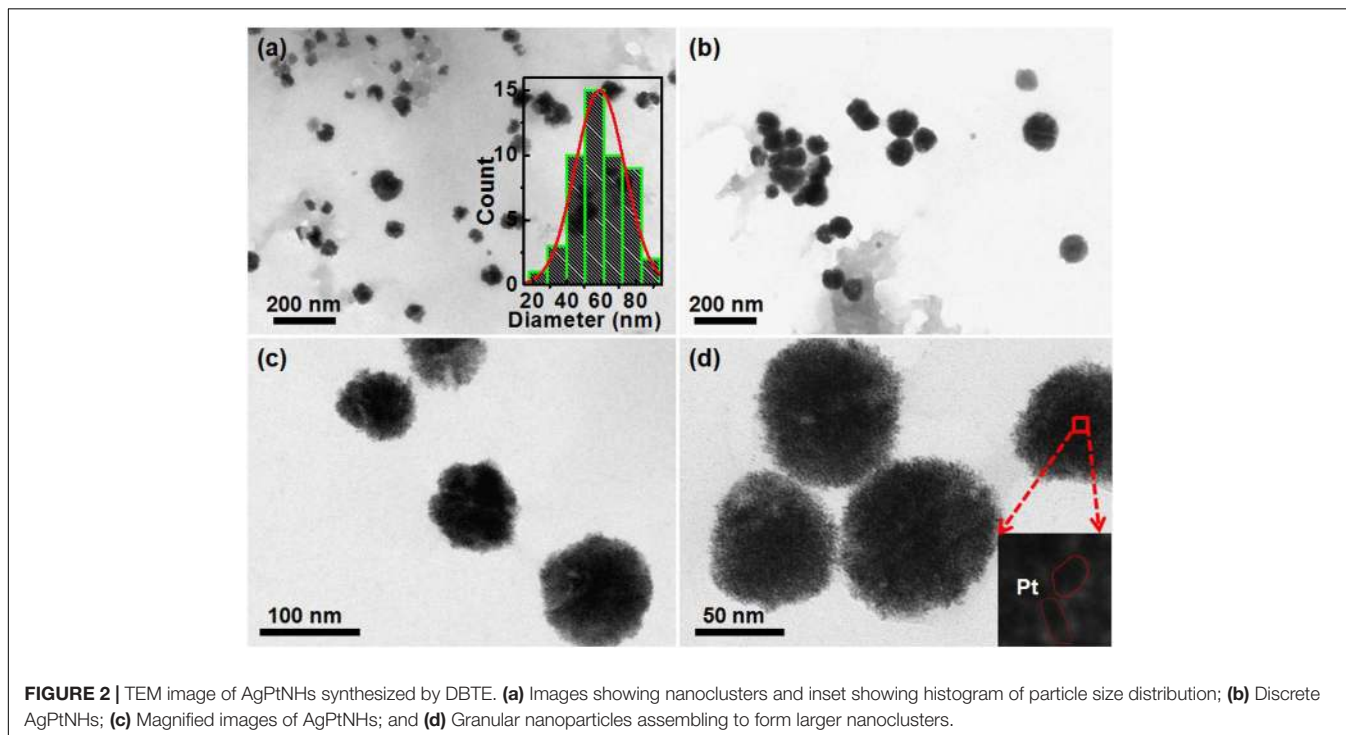 (a)
15
10
5
0
Count
20 40 60 80
Diameter (nm)
200 nm
(b)
200 nm
(c)
100 nm
(d)
Pt
50 nm
FIGURE 2 | TEM image of AgPtNHs synthesized by DBTE. (a) Images showing nanoclusters and inset showing histogram of particle size distribution; (b) Discrete
AgPtNHs; (c) Magnified images of AgPtNHs; and (d) Granular nanoparticles assembling to form larger nanoclusters.